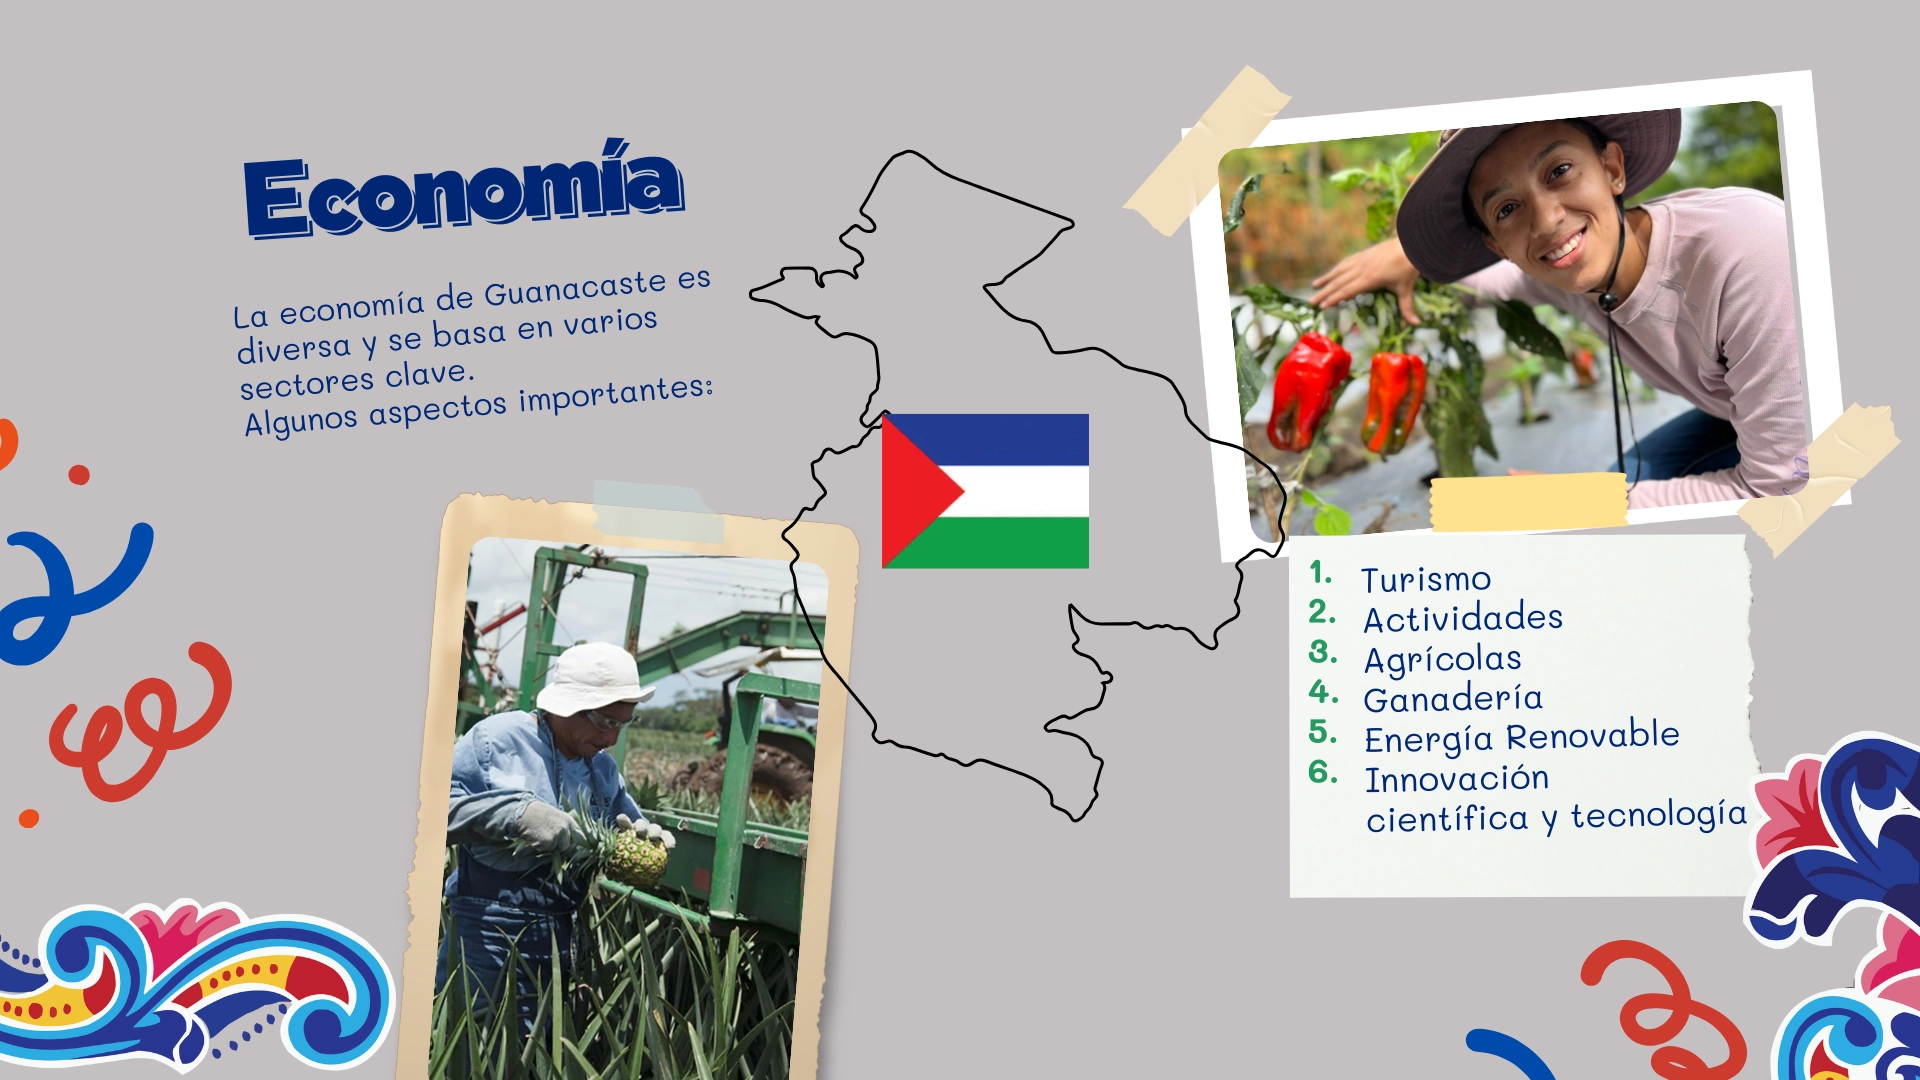 Economía
La economía de Guanacaste es
diversa y se basa en varios
sectores clave.
Algunos aspectos importantes:
1. Turismo
2. Actividades
3. Agrícolas
4. Ganadería
5. Energía Renovable
6. Innovación
científica y tecnología